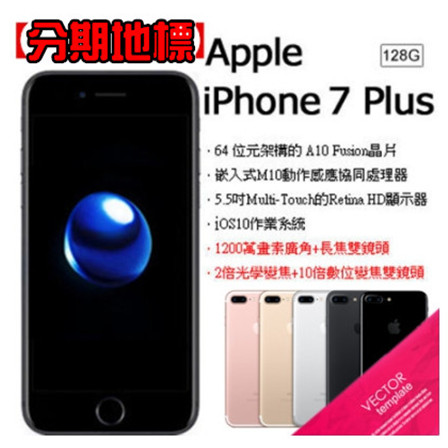 【分期地標】
Apple
128G
iPhone 7 Plus
· 64 位元架構的 A10 Fusion晶片
· 嵌入式M10動作感應協同處理器
· 5.5吋Multi-Touch的Retina HD顯示器
· iOS10作業系統
· 1200萬畫素廣角+長焦雙鏡頭
· 2倍光學變焦+10倍數位變焦雙鏡頭
VECTOR
template